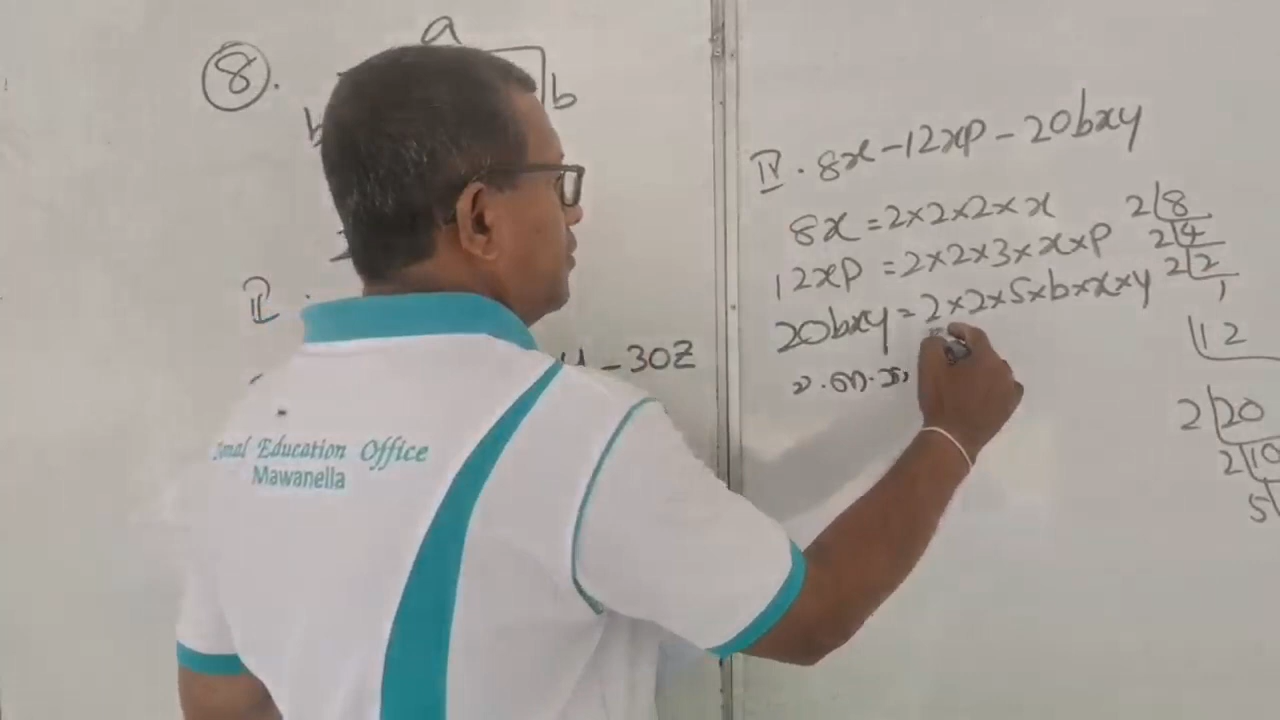 8.
a
b
b
II.
- 30Z
IV. 8x - 12xp - 20bxy
8x = 2×2×2×x
12xp = 2×2×3×x×p
20bxy = 2×2×5×b×x×y
2 8
2 4
2 2
1
12
2 20
2 10
5
Education Office
Mawanella